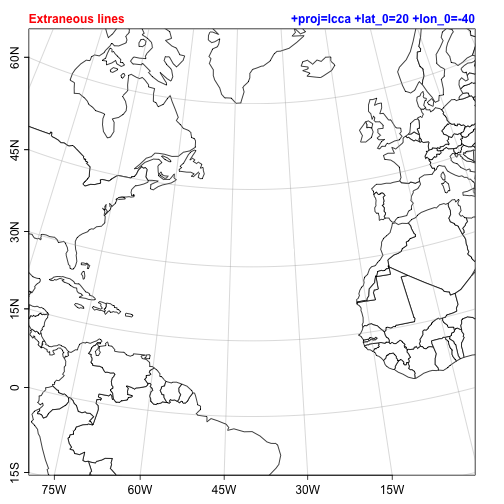 Extraneous lines
+proj=lcca +lat_0=20 +lon_0=-40
60N
45N
30N
15N
0
15S
75W
60W
45W
30W
15W